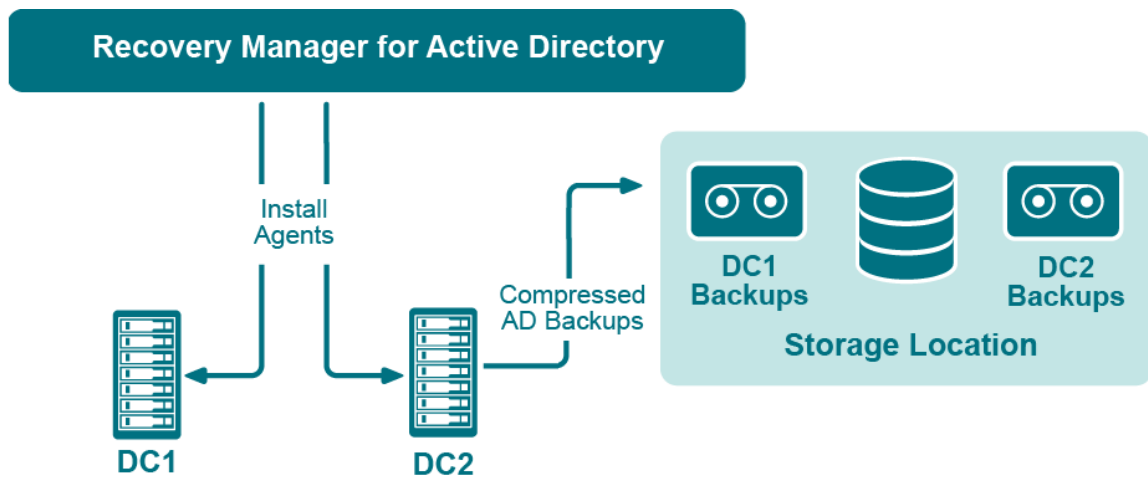 Recovery Manager for Active Directory
Install
Agents
Compressed
AD Backups
DC1
Backups
DC2
Backups
Storage Location
DC1
DC2